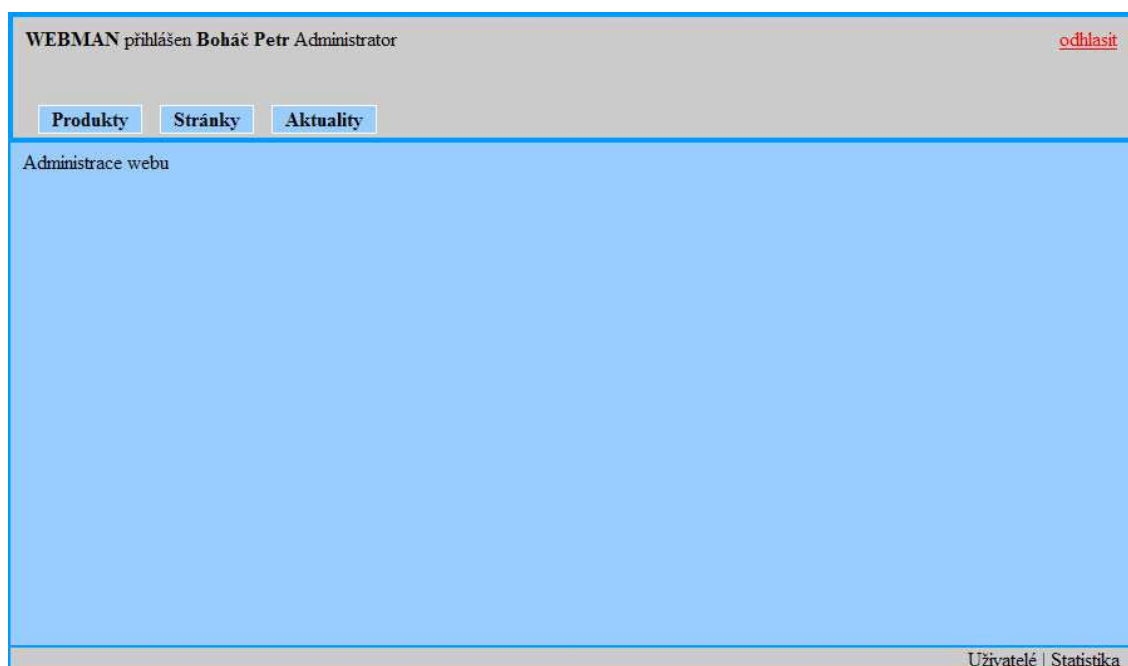 WEBMAN přihlášen Boháč Petr Administrator odhlasit
Produkty Stránky Aktuality
Administrace webu
Uživatelé | Statistika